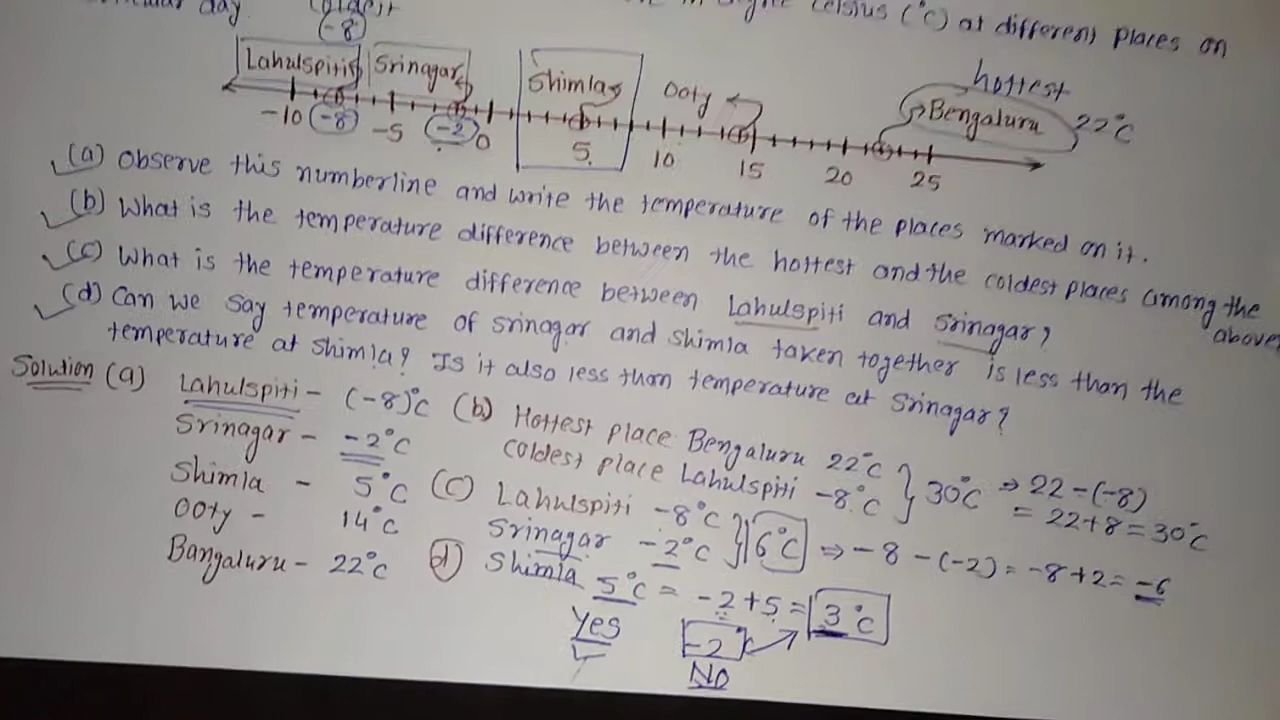 day
(-8)
in degree Celsius (°C) at different places on
Lahulspiti Srinagar Shimla Ooty hottest
Bengaluru 22°C
-10 (-8) -5 (-2) 0 5 10 15 20 25
(a) Observe this numberline and write the temperature of the places marked on it.
(b) What is the temperature difference between the hottest and the coldest places among the above
(c) What is the temperature difference between Lahulspiti and Srinagar?
(d) Can we say temperature of srinagar and shimla taken together is less than the
temperature at shimla? Is it also less than temperature at Srinagar?
Solution (a) Lahulspiti - (-8)°C (b) Hottest place Bengaluru 22°C } 30°C ⇒ 22-(-8)
Srinagar - -2°C coldest place Lahulspiti -8°C = 22+8=30°C
Shimla - 5°C (c) Lahulspiti -8°C } 6°C ⇒ -8-(-2)= -8+2= -6
Ooty - 14°C Srinagar -2°C
Bangaluru - 22°C (d) Shimla 5°C = -2+5= 3°C
Yes -2°C
No